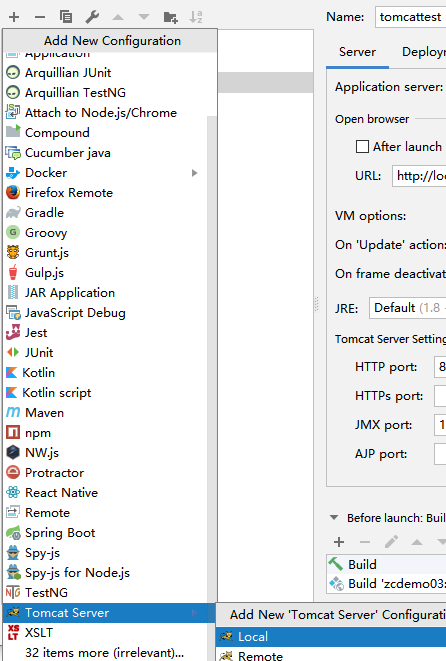 Add New Configuration
Application
Arquillian JUnit
Arquillian TestNG
Attach to Node.js/Chrome
Compound
Cucumber java
Docker
Firefox Remote
Gradle
Groovy
Grunt.js
Gulp.js
JAR Application
JavaScript Debug
Jest
JUnit
Kotlin
Kotlin script
Maven
npm
NW.js
Protractor
React Native
Remote
Spring Boot
Spy-js
Spy-js for Node.js
TestNG
Tomcat Server
XSLT
32 items more (irrelevant)...
Name: tomcattest
Server Deployn
Application server:
Open browser
After launch
URL: http://loc
VM options:
On 'Update' action:
On frame deactivat
JRE: Default (1.8
Tomcat Server Setting
HTTP port: 8
HTTPs port:
JMX port: 1
AJP port:
Before launch: Buil
Build
Build 'zcdemo03:
Add New 'Tomcat Server' Configuratio
Local
Remote